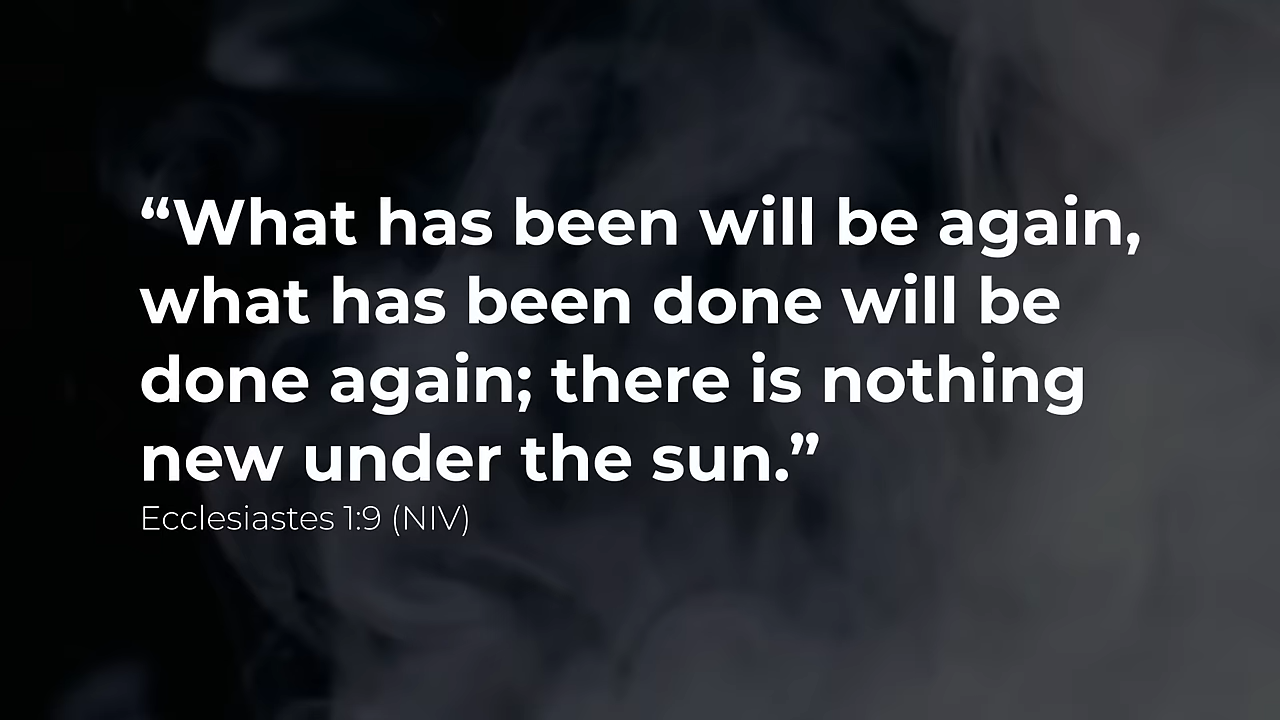 “What has been will be again,
what has been done will be
done again; there is nothing
new under the sun.”
Ecclesiastes 1:9 (NIV)